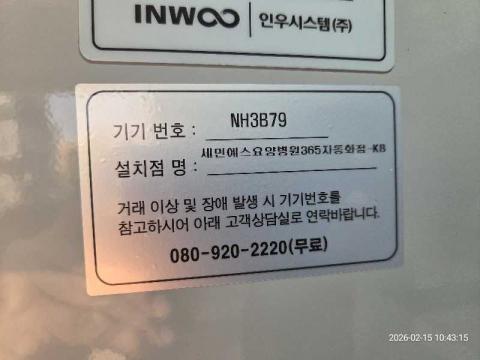 INWOO 인우시스템(주)
기기 번호 : NH3B79
설치점 명 : 세민에스요양병원365자동화점-KB
거래 이상 및 장애 발생 시 기기번호를
참고하시어 아래 고객상담실로 연락바랍니다.
080-920-2220(무료)
2026-02-15 10:43:15